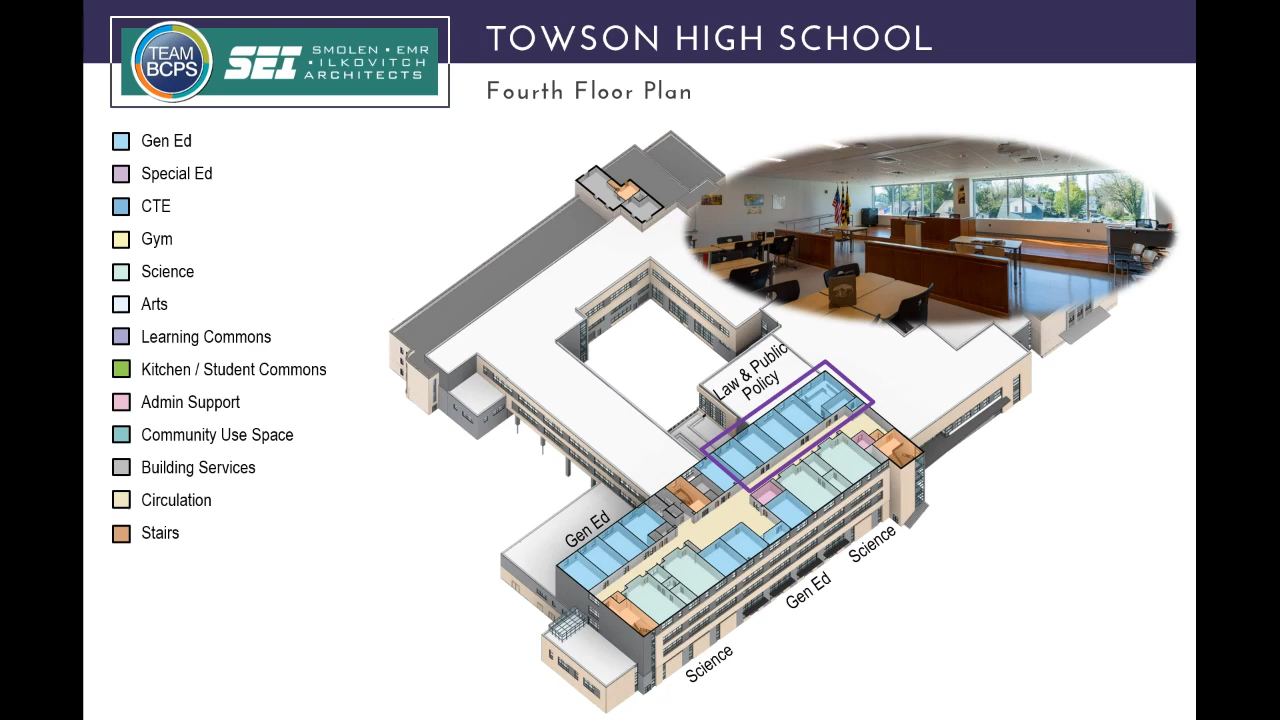 TEAM
BCPS
SEI
SMOLEN • EMR
• ILKOVITCH
ARCHITECTS
TOWSON HIGH SCHOOL
Fourth Floor Plan
Gen Ed
Special Ed
CTE
Gym
Science
Arts
Learning Commons
Kitchen / Student Commons
Admin Support
Community Use Space
Building Services
Circulation
Stairs
Law & Public
Policy
Gen Ed
Science
Gen Ed
Science